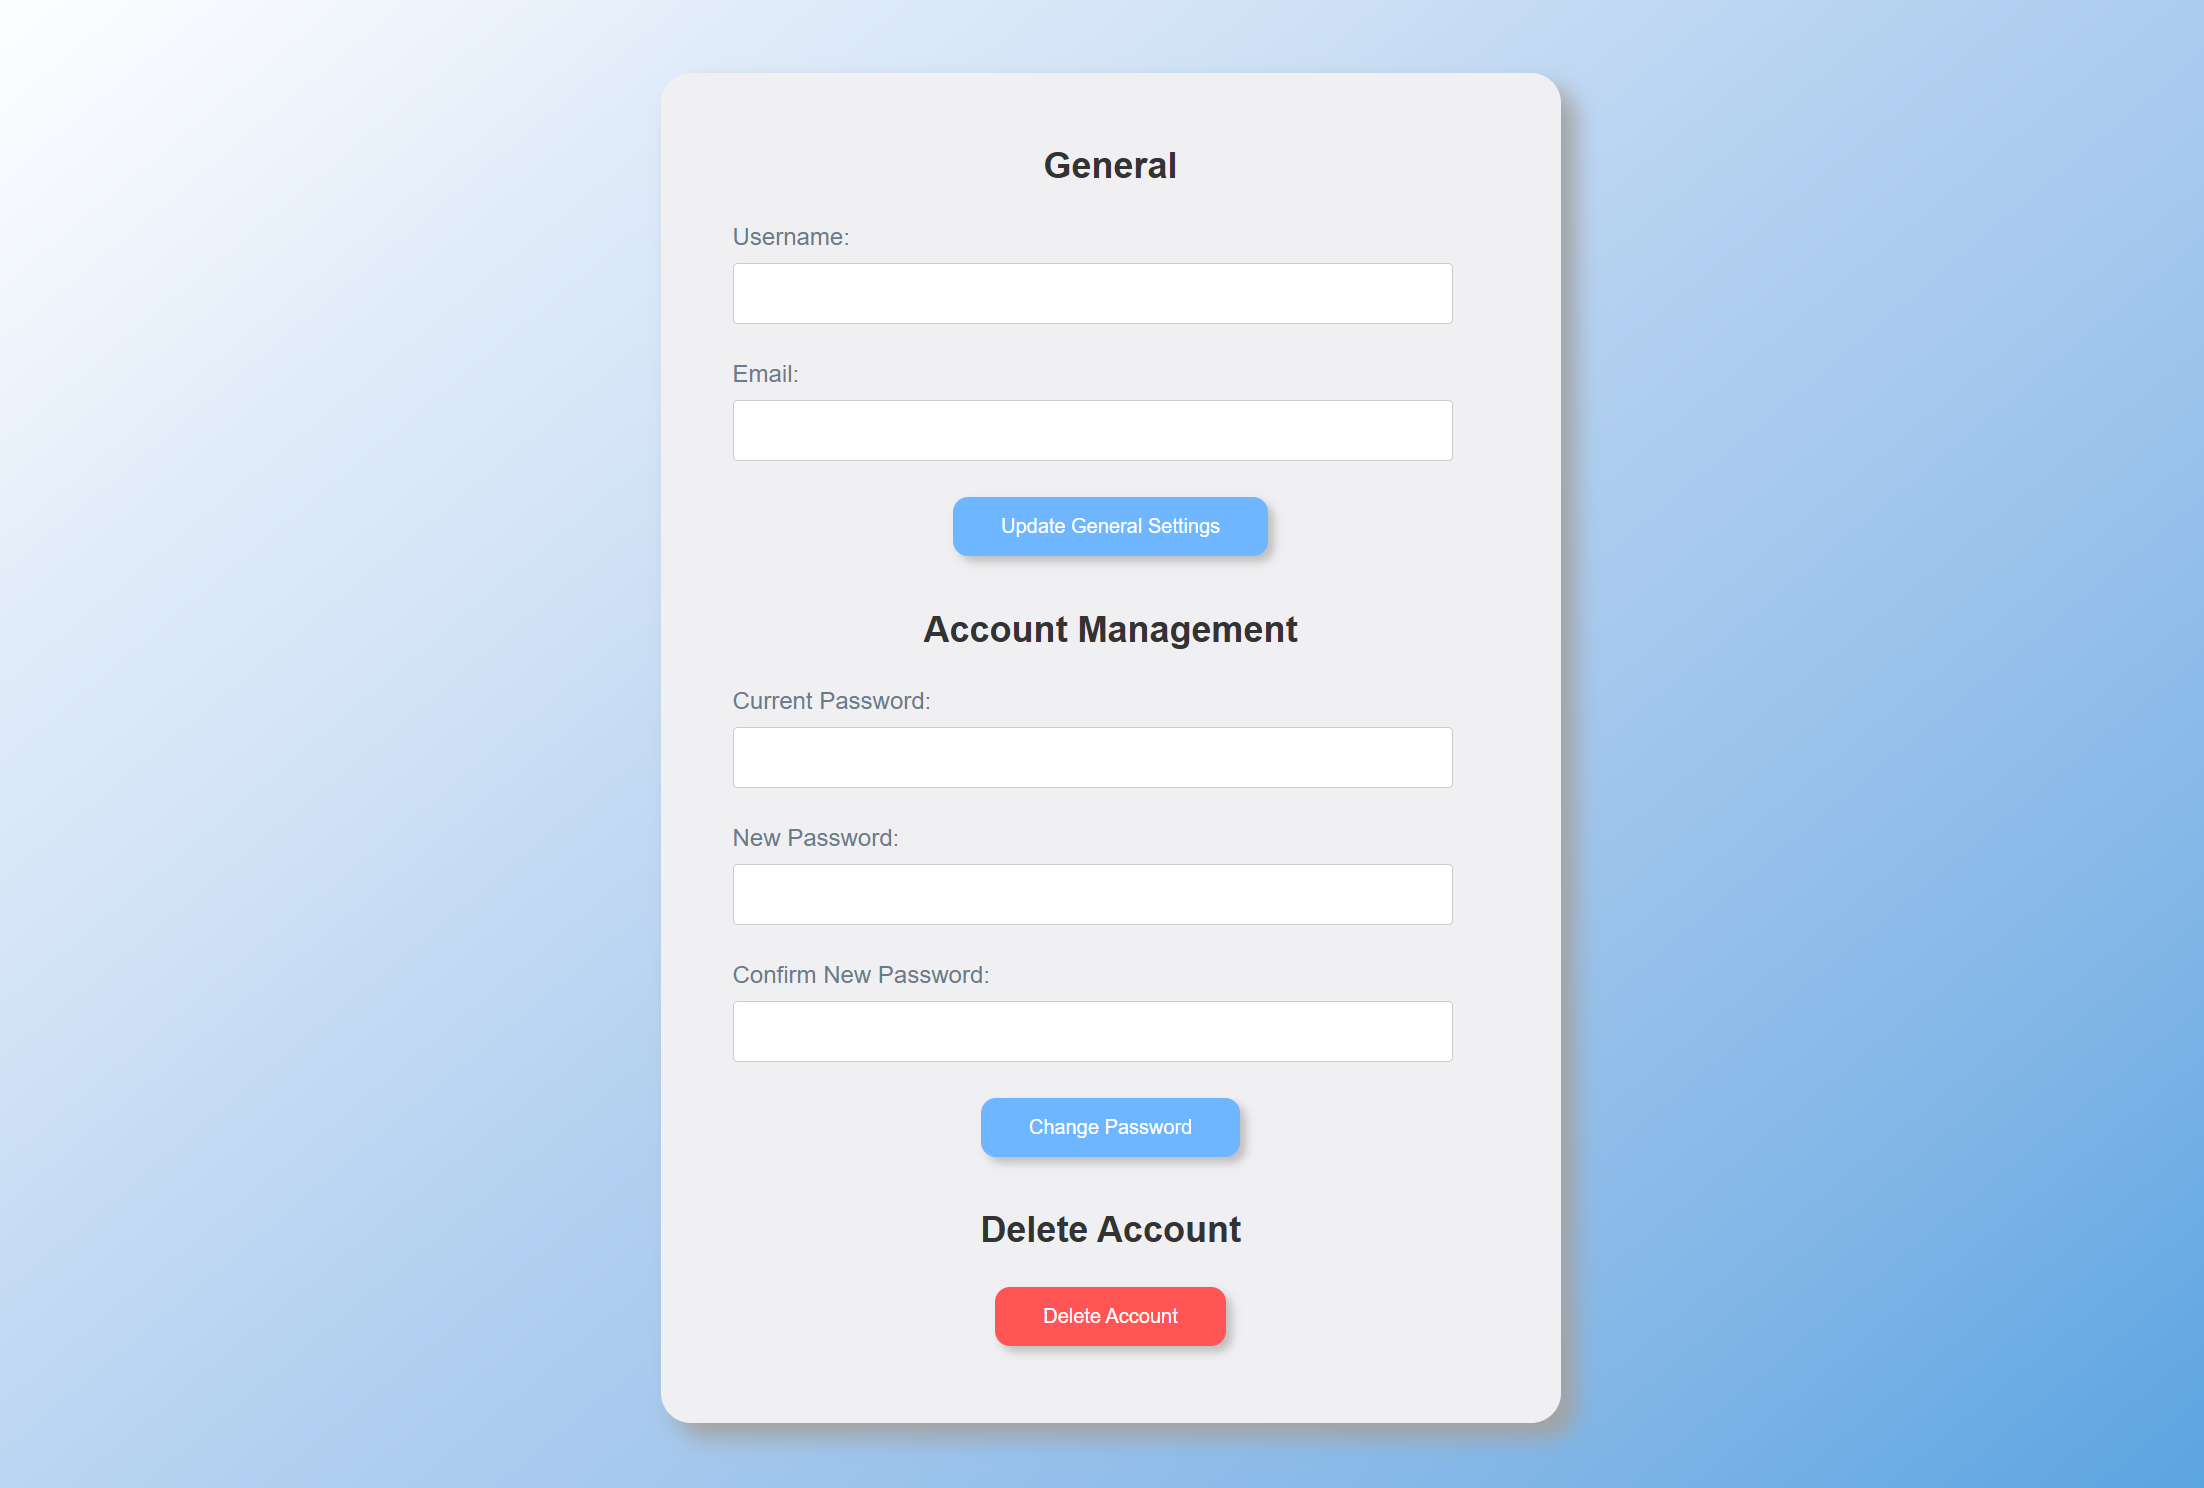 General
Username:
Email:
Update General Settings
Account Management
Current Password:
New Password:
Confirm New Password:
Change Password
Delete Account
Delete Account